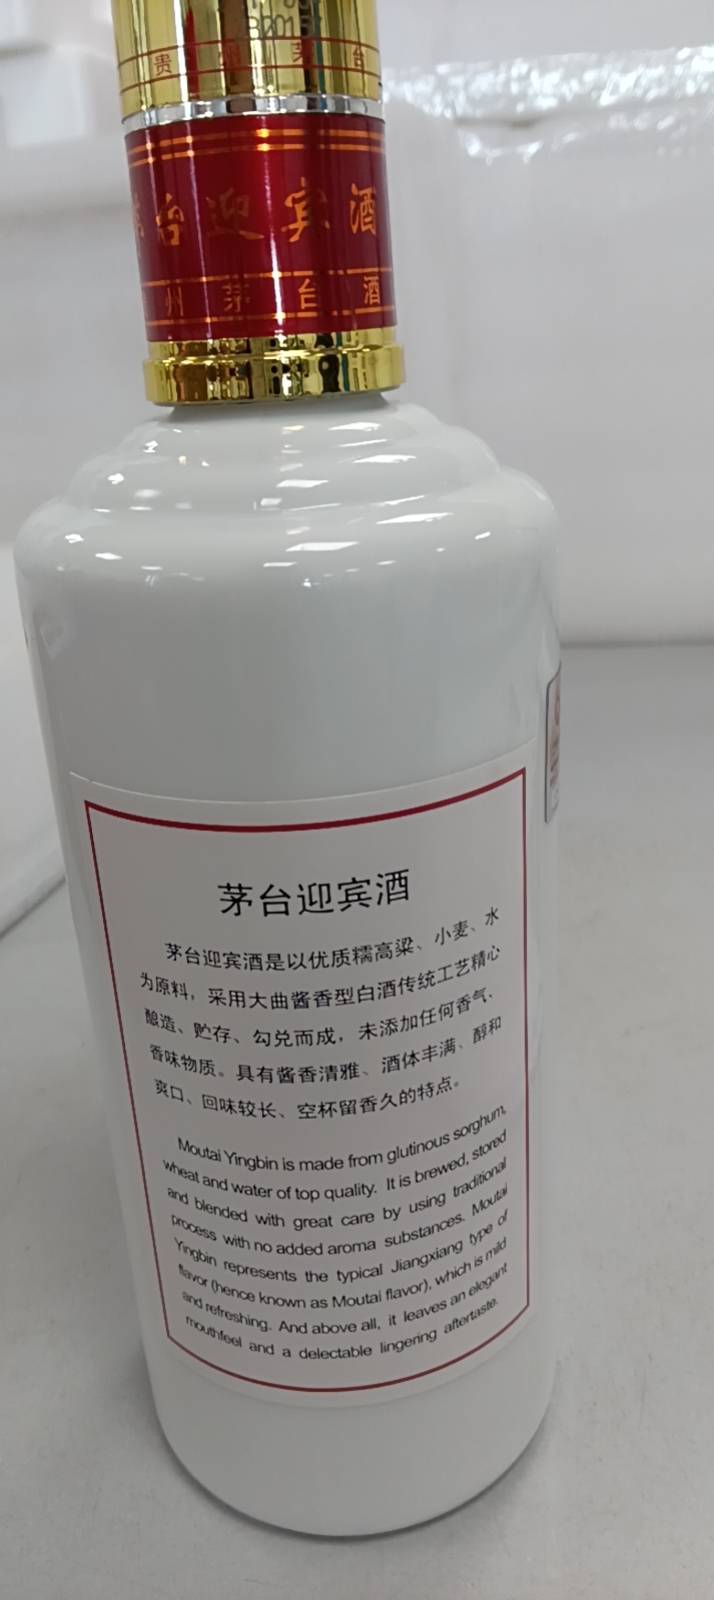 贵州茅台
茅台迎宾酒
州茅台酒
茅台迎宾酒
茅台迎宾酒是以优质糯高粱、小麦、水
为原料，采用大曲酱香型白酒传统工艺精心
酿造、贮存、勾兑而成，未添加任何香气、
香味物质。具有酱香清雅、酒体丰满、醇和
爽口、回味较长、空杯留香久的特点。
Moutai Yingbin is made from glutinous sorghum,
wheat and water of top quality. It is brewed, stored
and blended with great care by using traditional
process with no added aroma substances. Moutai
Yingbin represents the typical Jiangxiang type of
flavor (hence known as Moutai flavor), which is mild
and refreshing. And above all, it leaves an elegant
mouthfeel and a delectable lingering aftertaste.